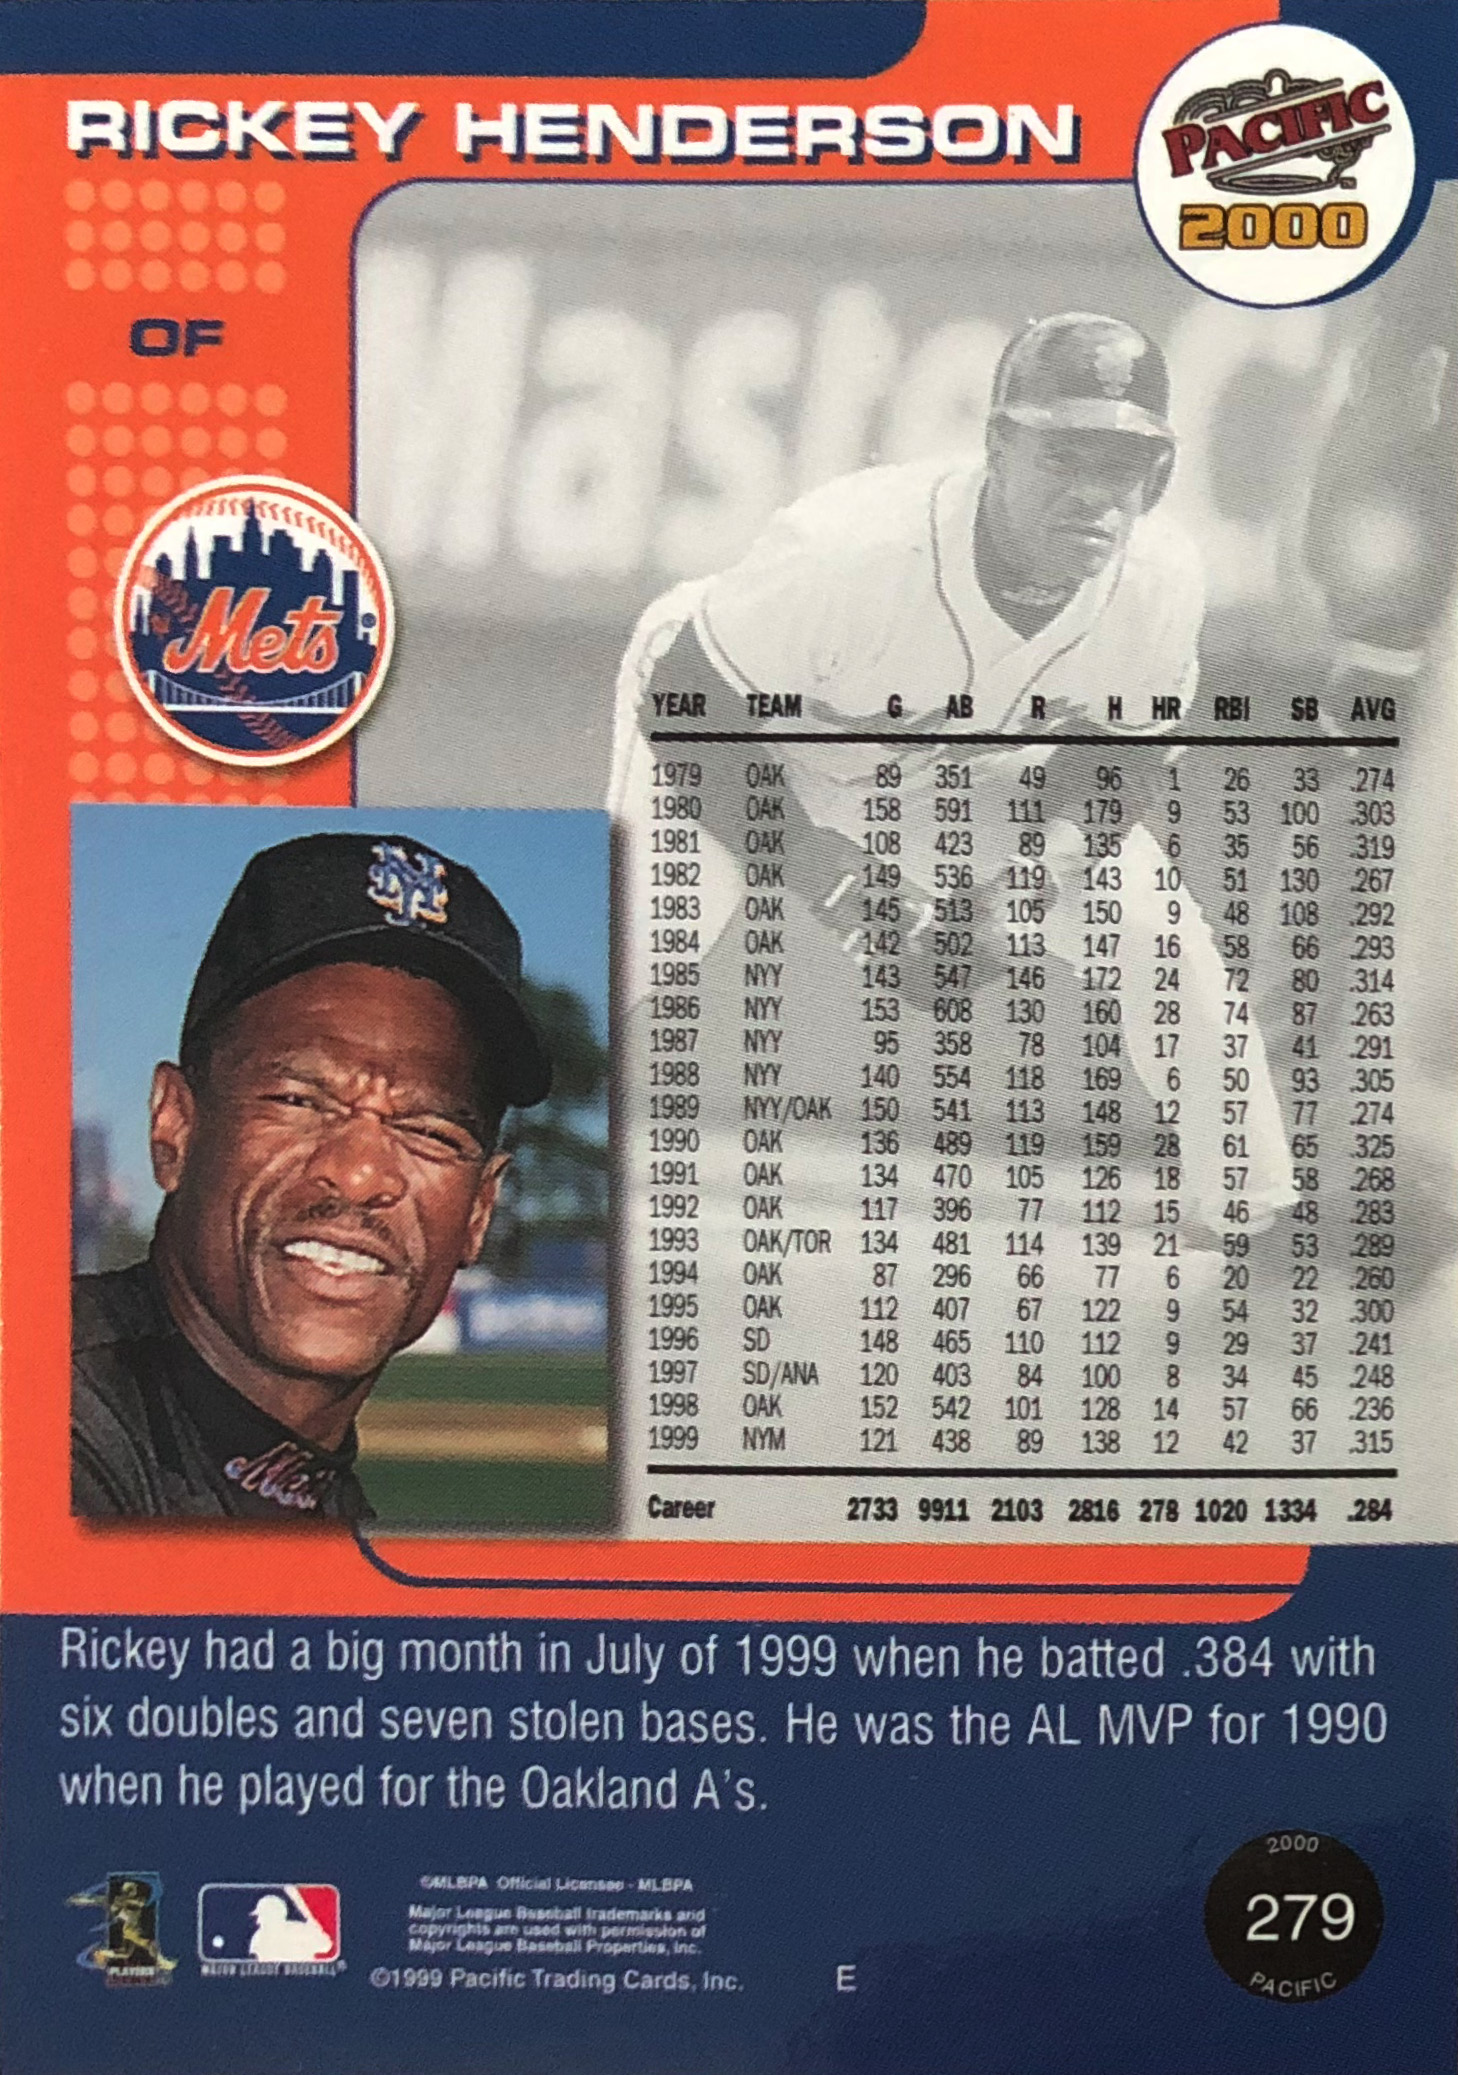 RICKEY HENDERSON
PACIFIC
2000
OF
Mets
YEAR TEAM G AB R H HR RBI SB AVG
1979 OAK 89 351 49 96 1 26 33 .274
1980 OAK 158 591 111 179 9 53 100 .303
1981 OAK 108 423 89 135 6 35 56 .319
1982 OAK 149 536 119 143 10 51 130 .267
1983 OAK 145 513 105 150 9 48 108 .292
1984 OAK 142 502 113 147 16 58 66 .293
1985 NYY 143 547 146 172 24 72 80 .314
1986 NYY 153 608 130 160 28 74 87 .263
1987 NYY 95 358 78 104 17 37 41 .291
1988 NYY 140 554 118 169 6 50 93 .305
1989 NYY/OAK 150 541 113 148 12 57 77 .274
1990 OAK 136 489 119 159 28 61 65 .325
1991 OAK 134 470 105 126 18 57 58 .268
1992 OAK 117 396 77 112 15 46 48 .283
1993 OAK/TOR 134 481 114 139 21 59 53 .289
1994 OAK 87 296 66 77 6 20 22 .260
1995 OAK 112 407 67 122 9 54 32 .300
1996 SD 148 465 110 112 9 29 37 .241
1997 SD/ANA 120 403 84 100 8 34 45 .248
1998 OAK 152 542 101 128 14 57 66 .236
1999 NYM 121 438 89 138 12 42 37 .315
Career 2733 9911 2103 2816 278 1020 1334 .284
NY
Mets
Rickey had a big month in July of 1999 when he batted .384 with
six doubles and seven stolen bases. He was the AL MVP for 1990
when he played for the Oakland A's.
©MLBPA Official Licensee - MLBPA
Major League Baseball trademarks and
copyrights are used with permission of
Major League Baseball Properties, Inc.
MAJOR LEAGUE BASEBALL®
©1999 Pacific Trading Cards, Inc.
E
2000
279
PACIFIC